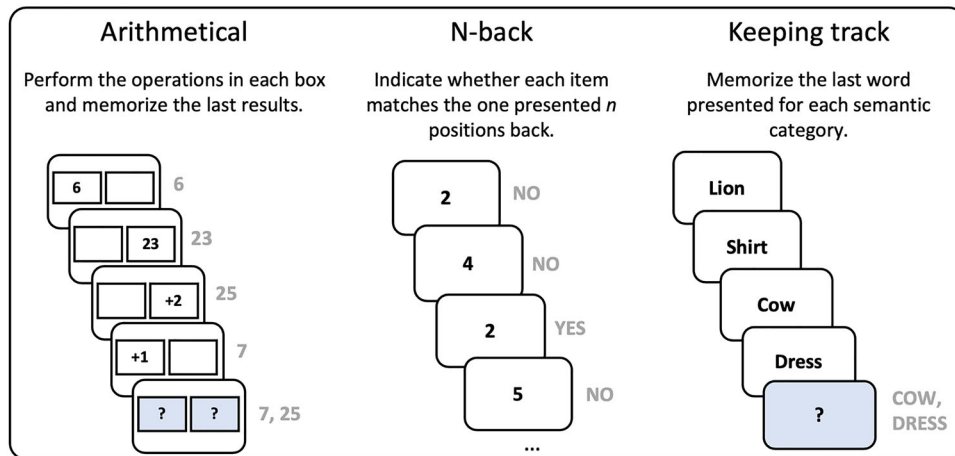 Arithmetical
Perform the operations in each box
and memorize the last results.
6
6
23
23
+2
25
+1
7
?
?
7, 25
N-back
Indicate whether each item
matches the one presented n
positions back.
2
NO
4
NO
2
YES
5
NO
...
Keeping track
Memorize the last word
presented for each semantic
category.
Lion
Shirt
Cow
Dress
?
COW,
DRESS